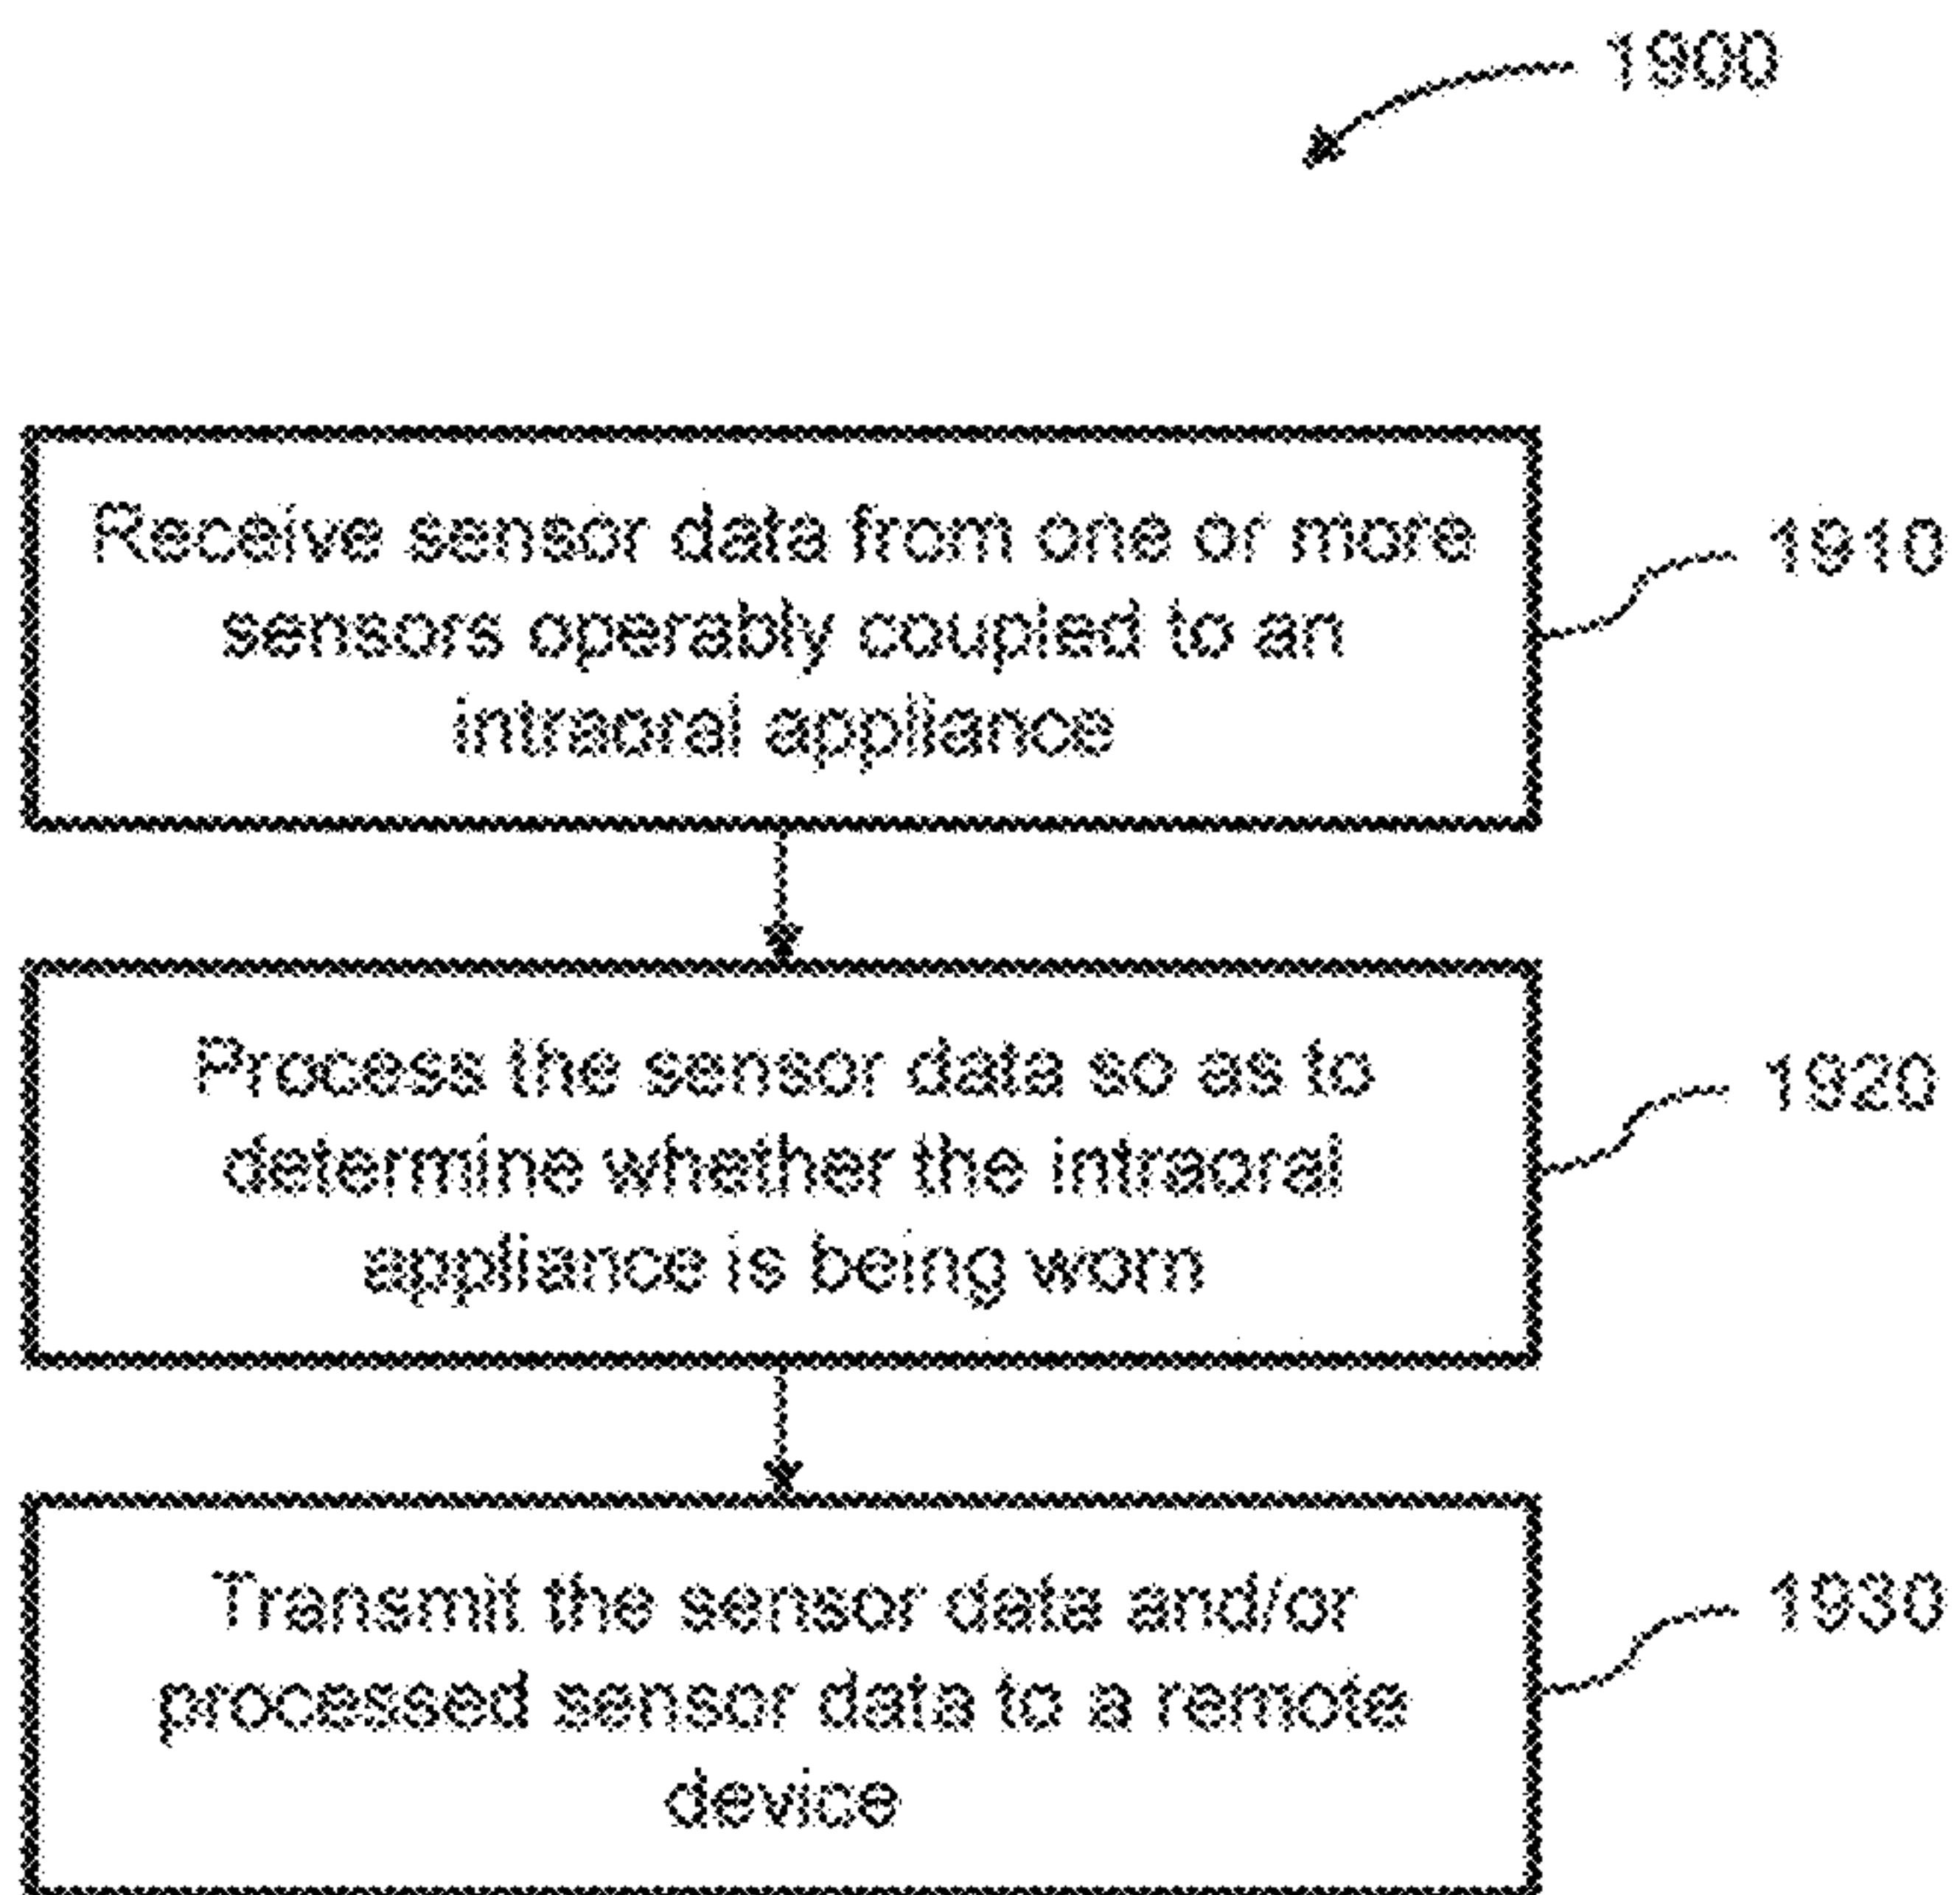 1900
Receive sensor data from one or more
sensors operably coupled to an
intraoral appliance
1910
Process the sensor data so as to
determine whether the intraoral
appliance is being worn
1920
Transmit the sensor data and/or
processed sensor data to a remote
device
1930